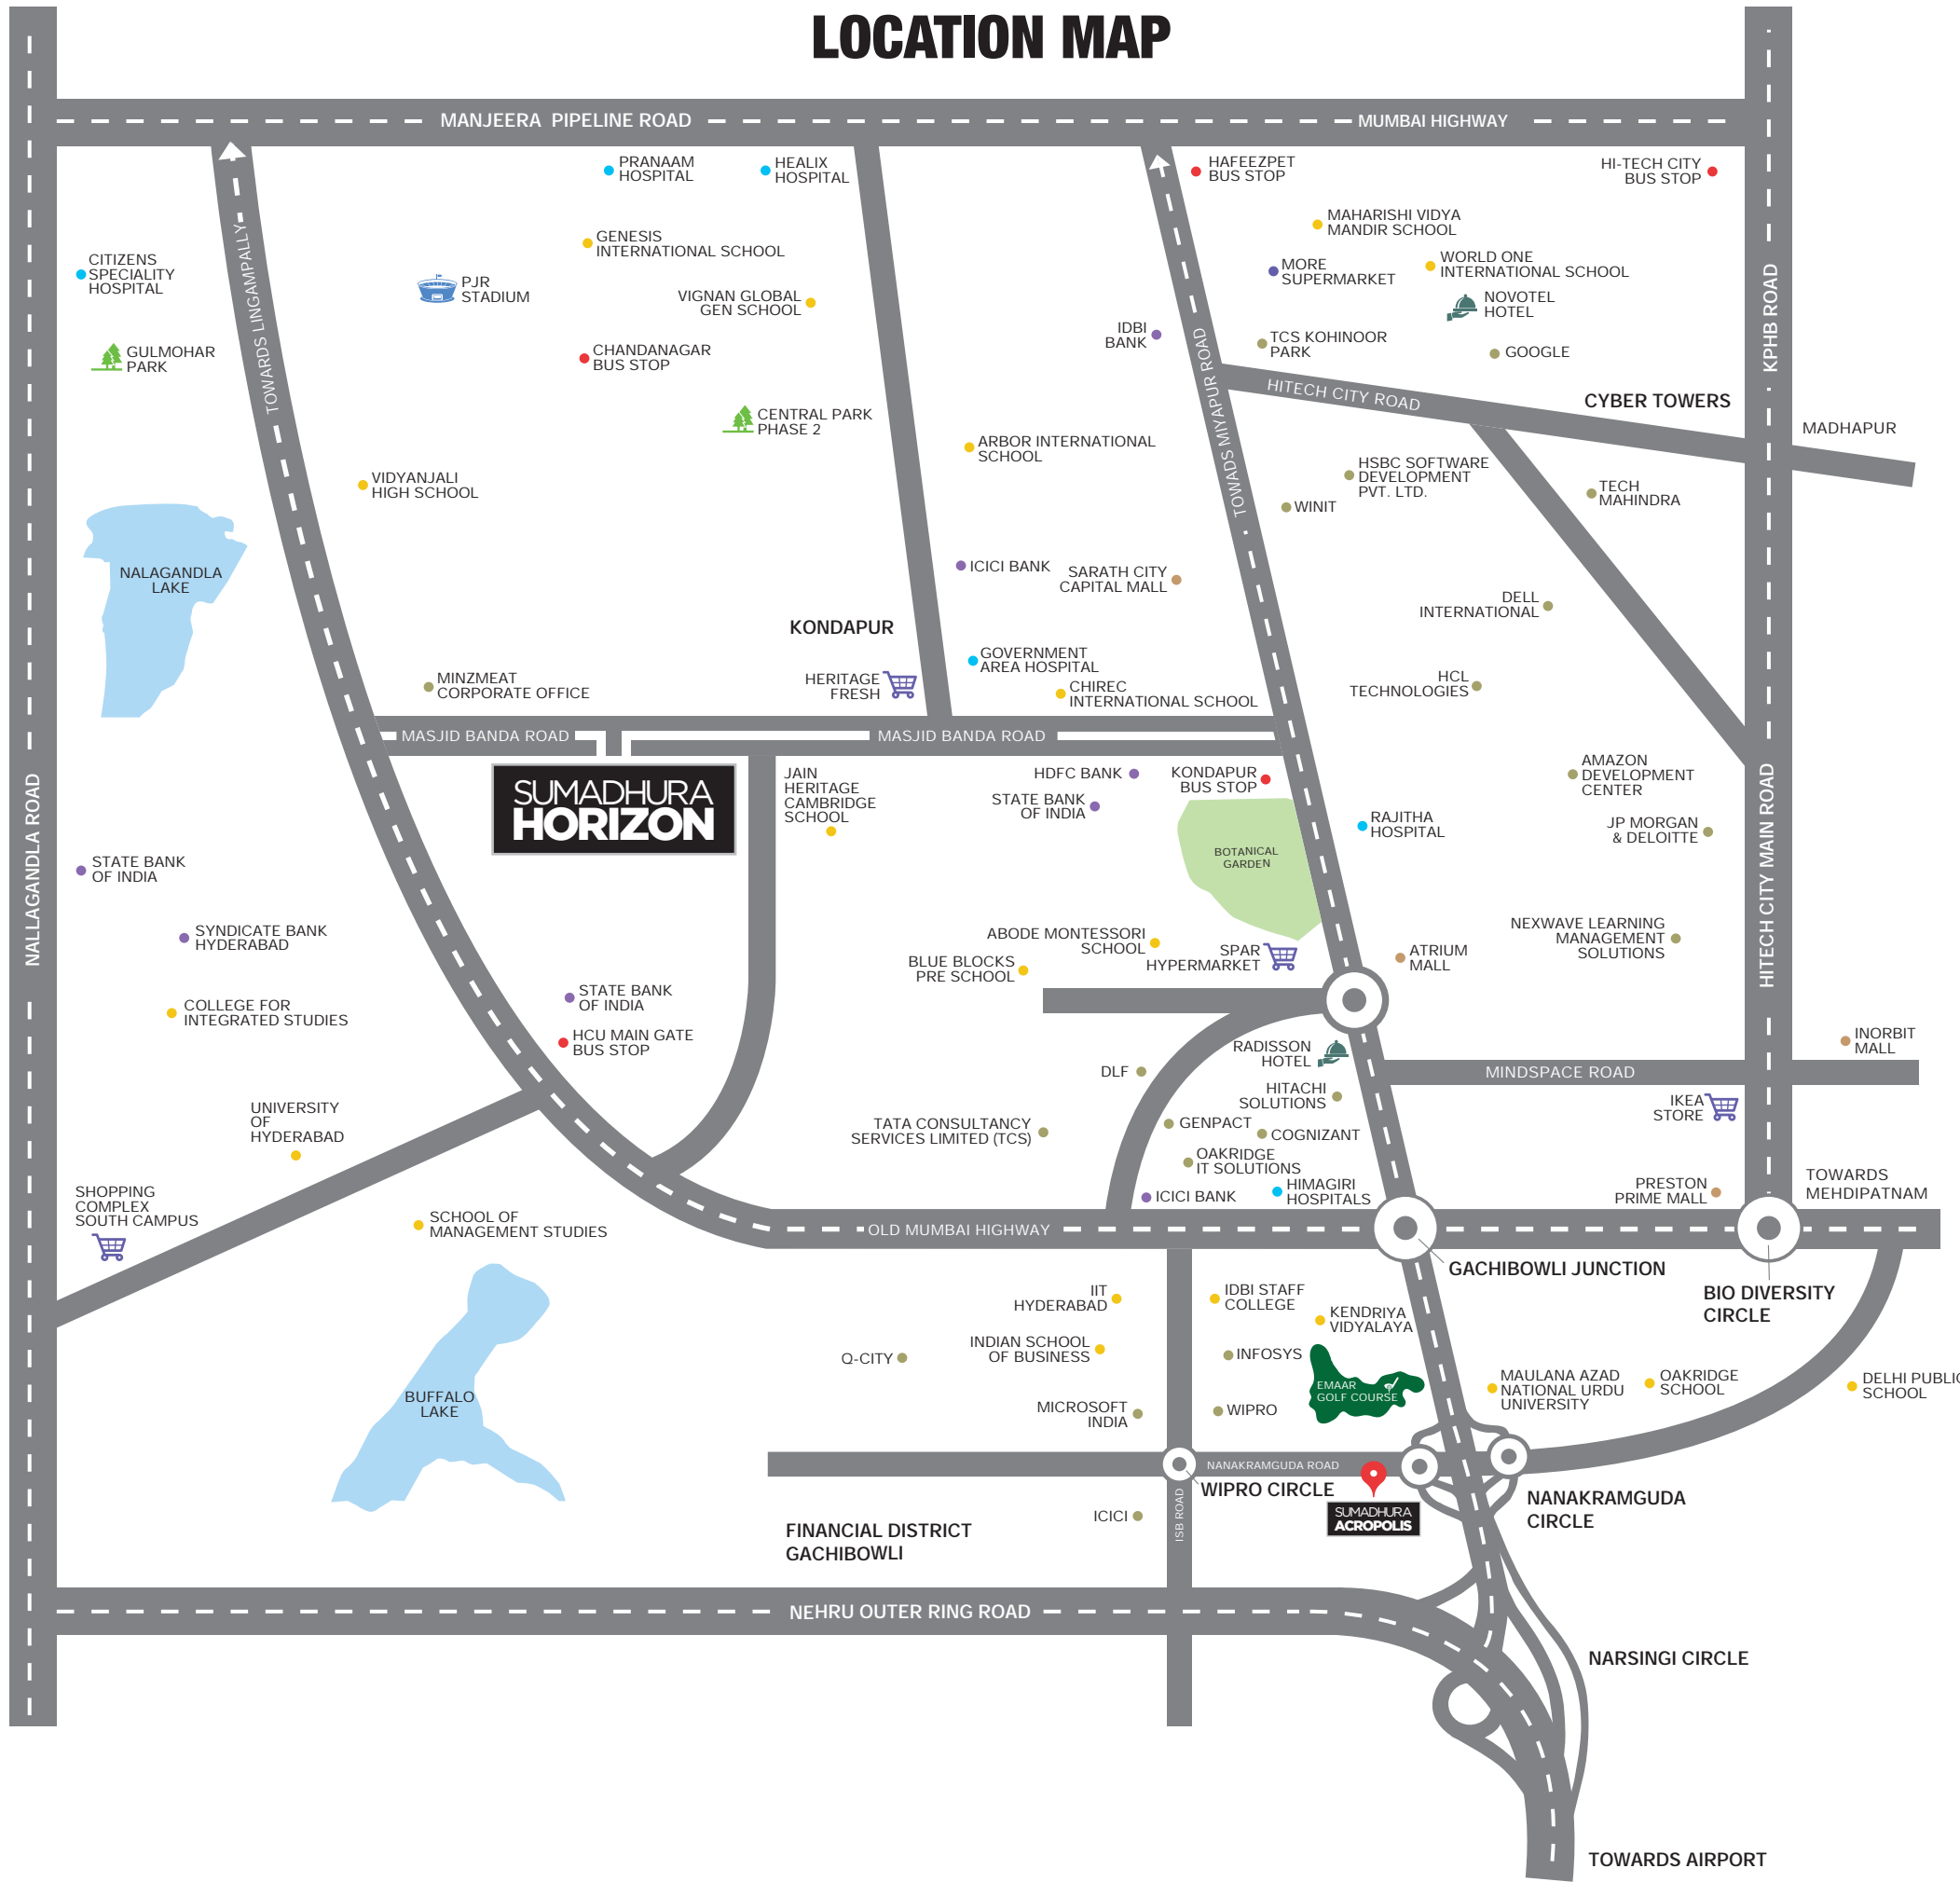 LOCATION MAP
MANJEERA PIPELINE ROAD
MUMBAI HIGHWAY
PRANAAM
HOSPITAL
HEALIX
HOSPITAL
HAFEEZPET
BUS STOP
HI-TECH CITY
BUS STOP
MAHARISHI VIDYA
MANDIR SCHOOL
GENESIS
INTERNATIONAL SCHOOL
CITIZENS
SPECIALITY
HOSPITAL
TOWARDS LINGAMPALLY
PJR
STADIUM
VIGNAN GLOBAL
GEN SCHOOL
MORE
SUPERMARKET
WORLD ONE
INTERNATIONAL SCHOOL
NOVOTEL
HOTEL
KPHB ROAD
IDBI
BANK
TOWADS MIYAPUR ROAD
TCS KOHINOOR
PARK
GOOGLE
GULMOHAR
PARK
CHANDANAGAR
BUS STOP
HITECH CITY ROAD
CYBER TOWERS
MADHAPUR
CENTRAL PARK
PHASE 2
ARBOR INTERNATIONAL
SCHOOL
VIDYANJALI
HIGH SCHOOL
HSBC SOFTWARE
DEVELOPMENT
PVT. LTD.
WINIT
TECH
MAHINDRA
NALAGANDLA
LAKE
ICICI BANK
SARATH CITY
CAPITAL MALL
DELL
INTERNATIONAL
KONDAPUR
GOVERNMENT
AREA HOSPITAL
HERITAGE
FRESH
MINZMEAT
CORPORATE OFFICE
CHIREC
INTERNATIONAL SCHOOL
HCL
TECHNOLOGIES
MASJID BANDA ROAD
MASJID BANDA ROAD
SUMADHURA
HORIZON
JAIN
HERITAGE
CAMBRIDGE
SCHOOL
HDFC BANK
STATE BANK
OF INDIA
KONDAPUR
BUS STOP
AMAZON
DEVELOPMENT
CENTER
RAJITHA
HOSPITAL
JP MORGAN
& DELOITTE
BOTANICAL
GARDEN
NALLAGANDLA ROAD
HITECH CITY MAIN ROAD
STATE BANK
OF INDIA
SYNDICATE BANK
HYDERABAD
ABODE MONTESSORI
SCHOOL
BLUE BLOCKS
PRE SCHOOL
SPAR
HYPERMARKET
ATRIUM
MALL
NEXWAVE LEARNING
MANAGEMENT
SOLUTIONS
COLLEGE FOR
INTEGRATED STUDIES
STATE BANK
OF INDIA
HCU MAIN GATE
BUS STOP
RADISSON
HOTEL
INORBIT
MALL
DLF
MINDSPACE ROAD
HITACHI
SOLUTIONS
IKEA
STORE
UNIVERSITY
OF
HYDERABAD
TATA CONSULTANCY
SERVICES LIMITED (TCS)
GENPACT
COGNIZANT
OAKRIDGE
IT SOLUTIONS
ICICI BANK
HIMAGIRI
HOSPITALS
PRESTON
PRIME MALL
TOWARDS
MEHDIPATNAM
SHOPPING
COMPLEX
SOUTH CAMPUS
SCHOOL OF
MANAGEMENT STUDIES
OLD MUMBAI HIGHWAY
GACHIBOWLI JUNCTION
BIO DIVERSITY
CIRCLE
IIT
HYDERABAD
IDBI STAFF
COLLEGE
KENDRIYA
VIDYALAYA
INDIAN SCHOOL
OF BUSINESS
Q-CITY
INFOSYS
EMAAR
GOLF COURSE
MAULANA AZAD
NATIONAL URDU
UNIVERSITY
OAKRIDGE
SCHOOL
DELHI PUBLIC
SCHOOL
BUFFALO
LAKE
MICROSOFT
INDIA
WIPRO
NANAKRAMGUDA ROAD
WIPRO CIRCLE
SUMADHURA
ACROPOLIS
NANAKRAMGUDA
CIRCLE
ICICI
ISB ROAD
FINANCIAL DISTRICT
GACHIBOWLI
NEHRU OUTER RING ROAD
NARSINGI CIRCLE
TOWARDS AIRPORT